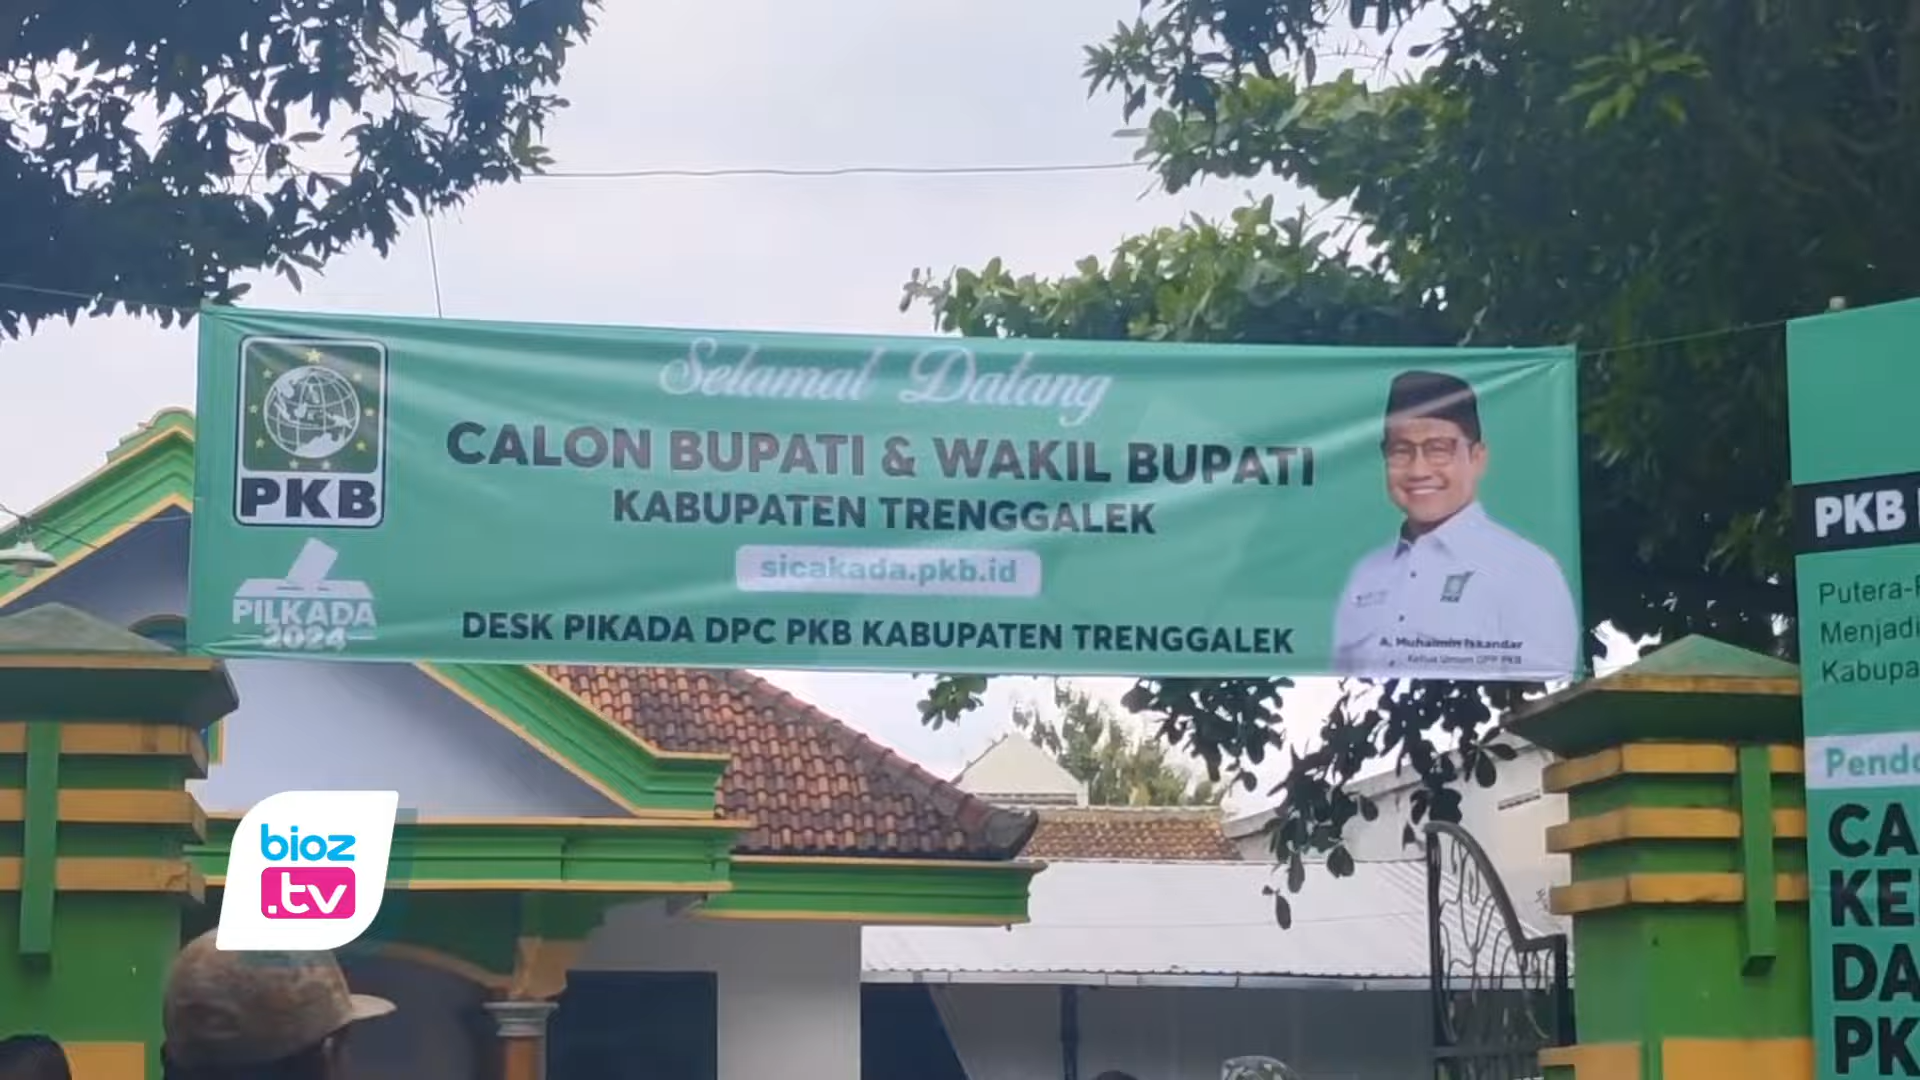 Selamat Datang
CALON BUPATI & WAKIL BUPATI
KABUPATEN TRENGGALEK
sicakada.pkb.id
DESK PIKADA DPC PKB KABUPATEN TRENGGALEK
PKB
PILKADA
2024
PKB
A. Muhaimin Iskandar
Ketua Umum DPP PKB
PKB
Putera-
Menjadi
Kabupa
Pend
CA
KE
DA
PK
bioz
.tv